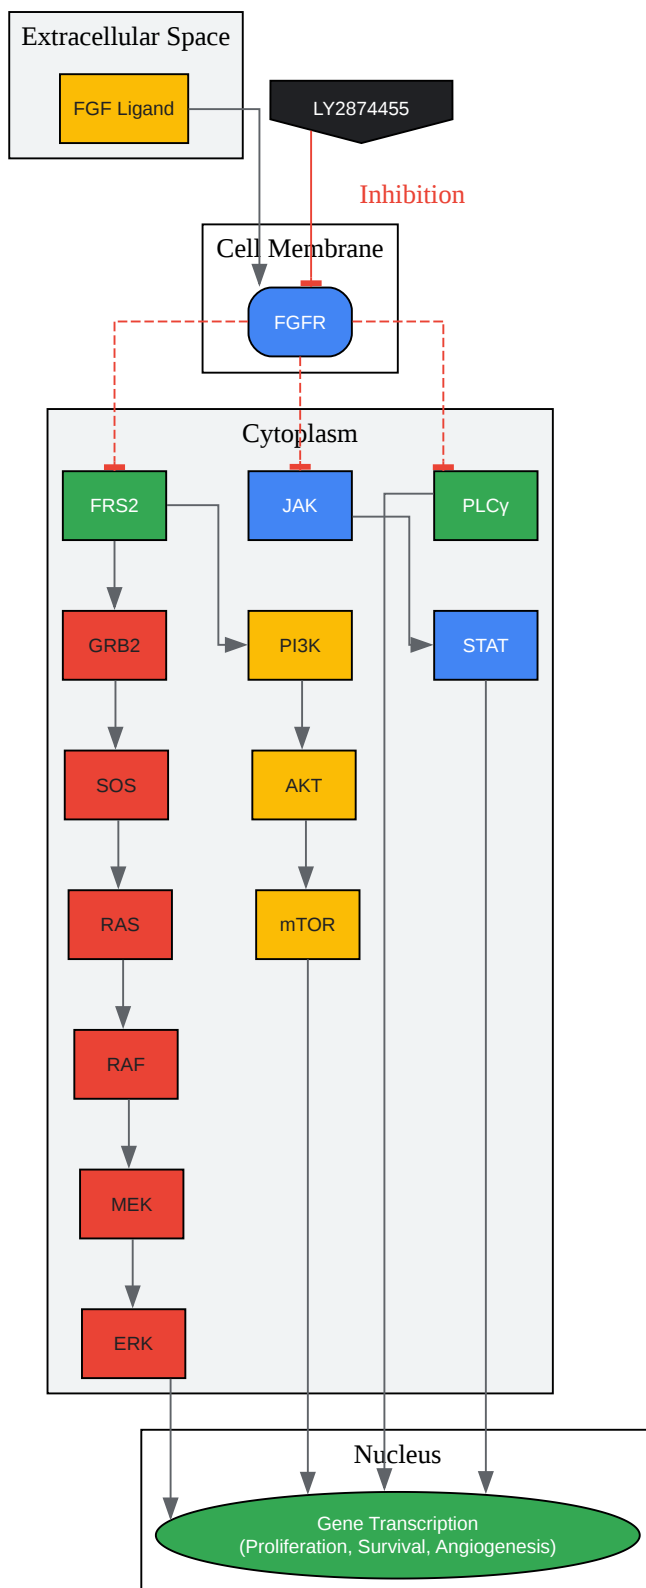 Extracellular Space
FGF Ligand
LY2874455
Inhibition
Cell Membrane
FGFR
Cytoplasm
FRS2
JAK
PLCγ
GRB2
PI3K
STAT
SOS
AKT
RAS
mTOR
RAF
MEK
ERK
Nucleus
Gene Transcription
(Proliferation, Survival, Angiogenesis)